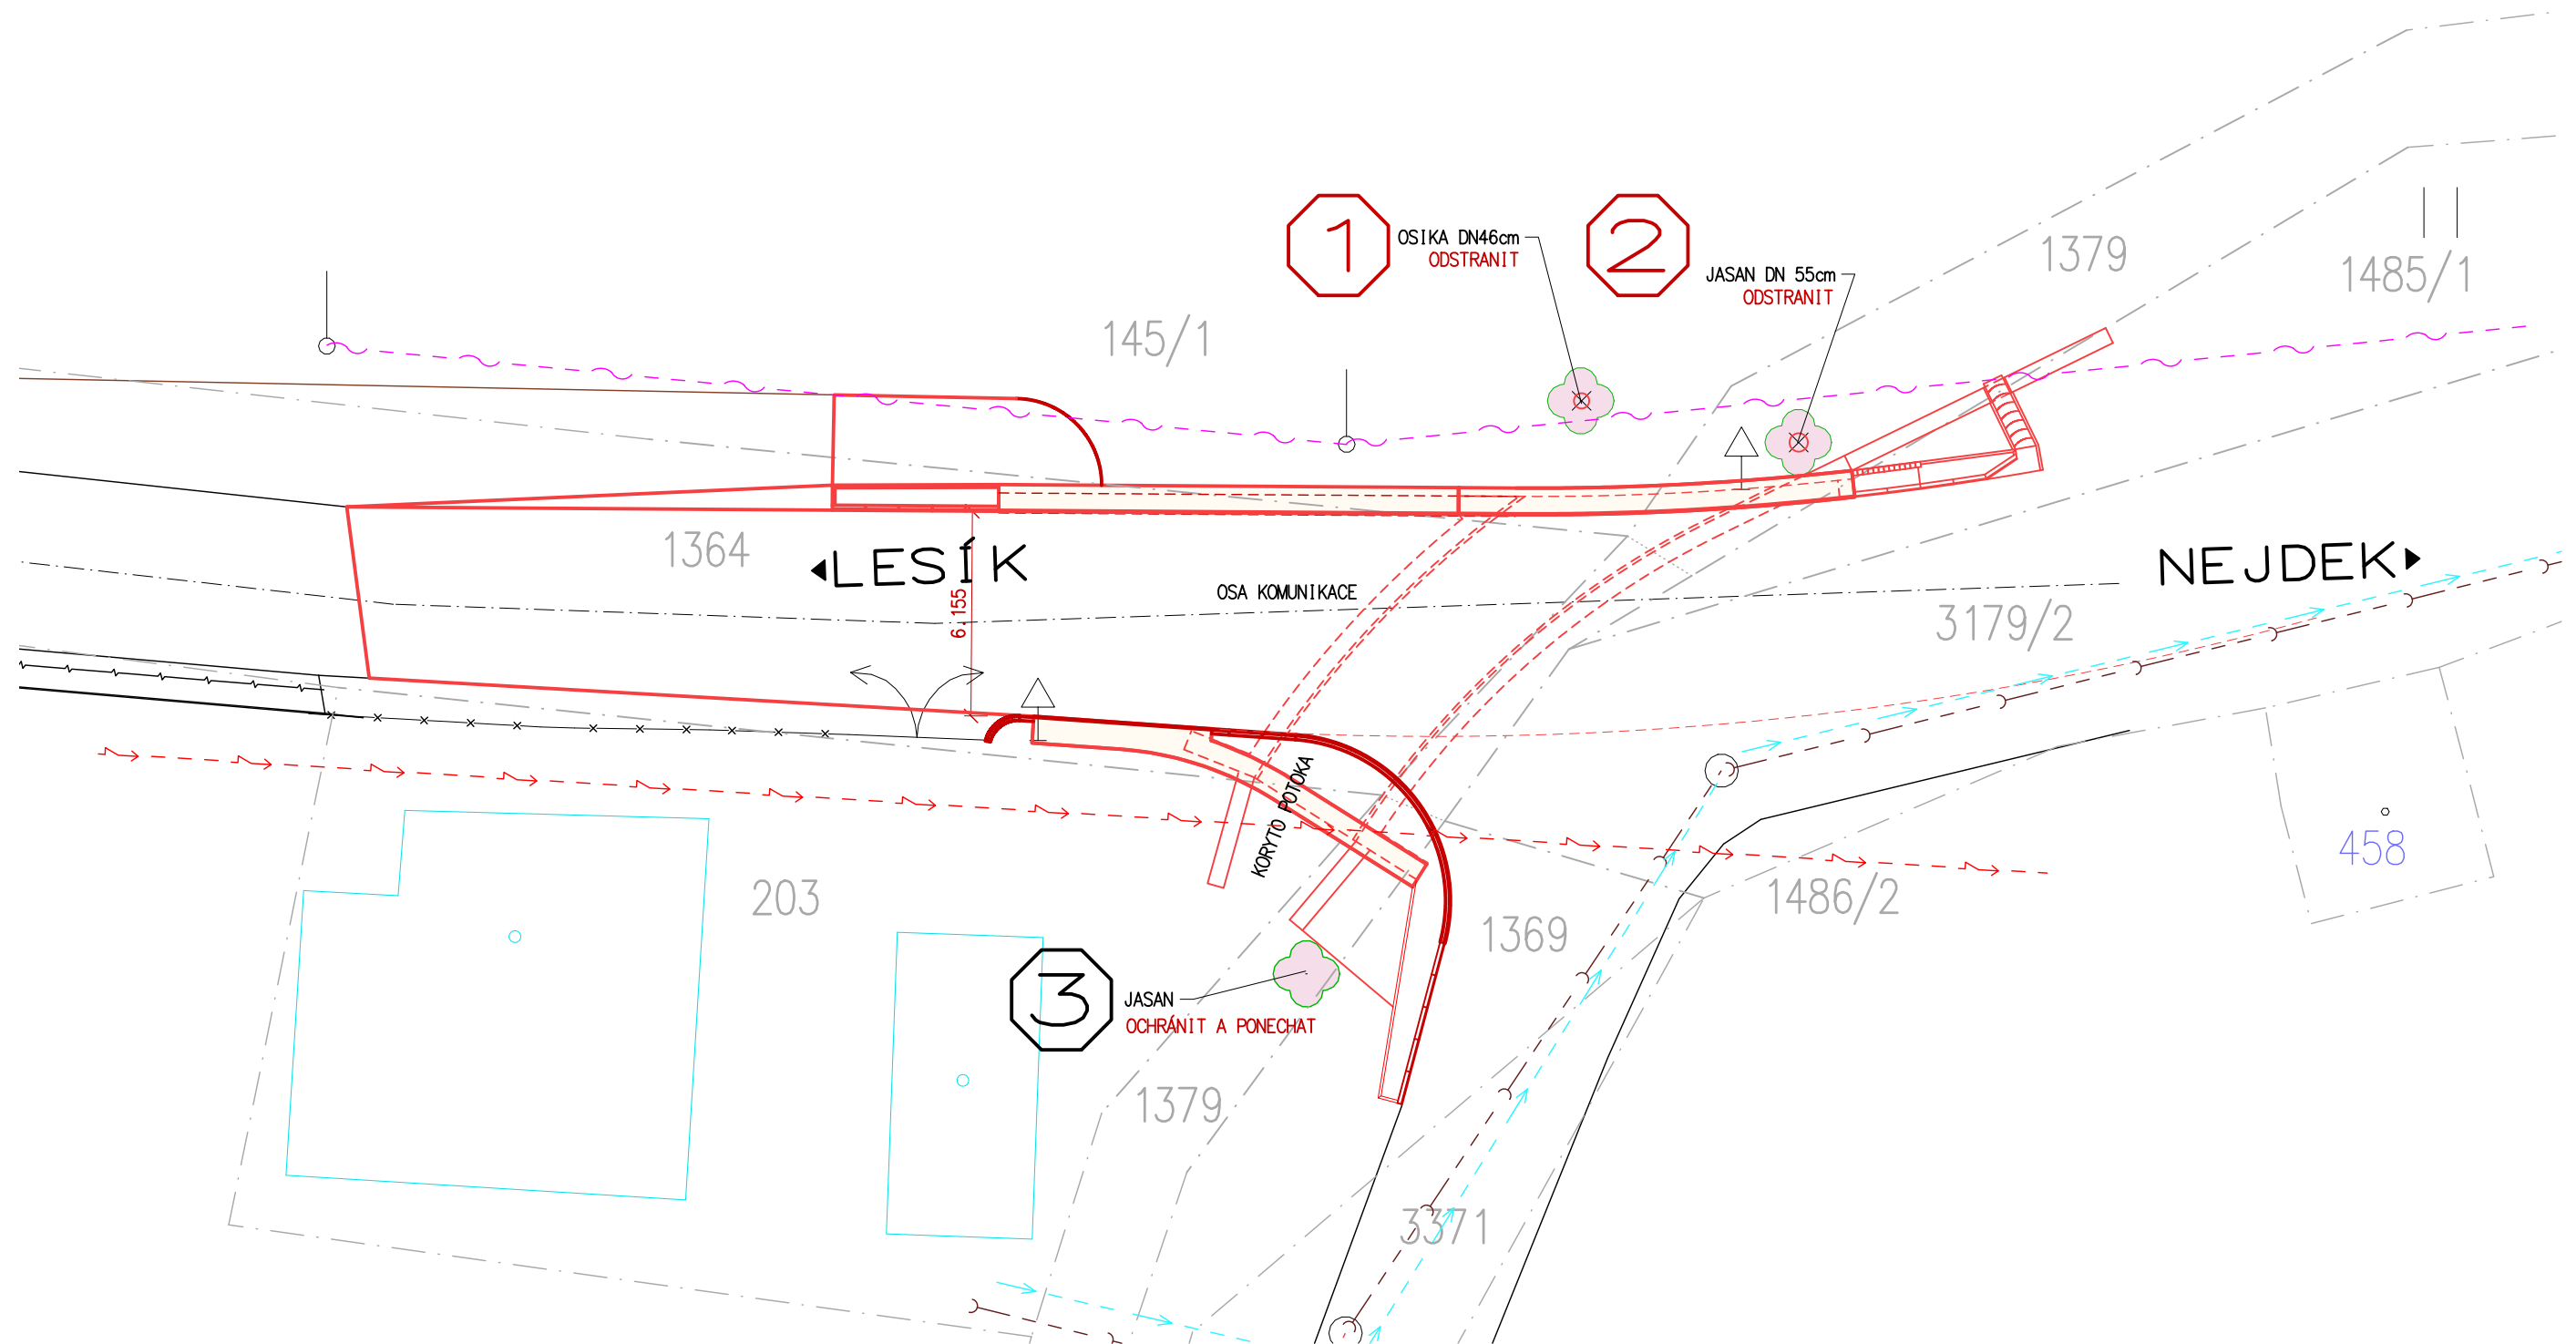 1
OSIKA DN46cm
ODSTRANIT
2
JASAN DN 55cm
ODSTRANIT
1379
1485/1
145/1
1364
LESÍK
NEJDEK
OSA KOMUNIKACE
6.155
3179/2
KORYTO POTOKA
458
203
1486/2
1369
3
JASAN
OCHRÁNIT A PONECHAT
1379
3371